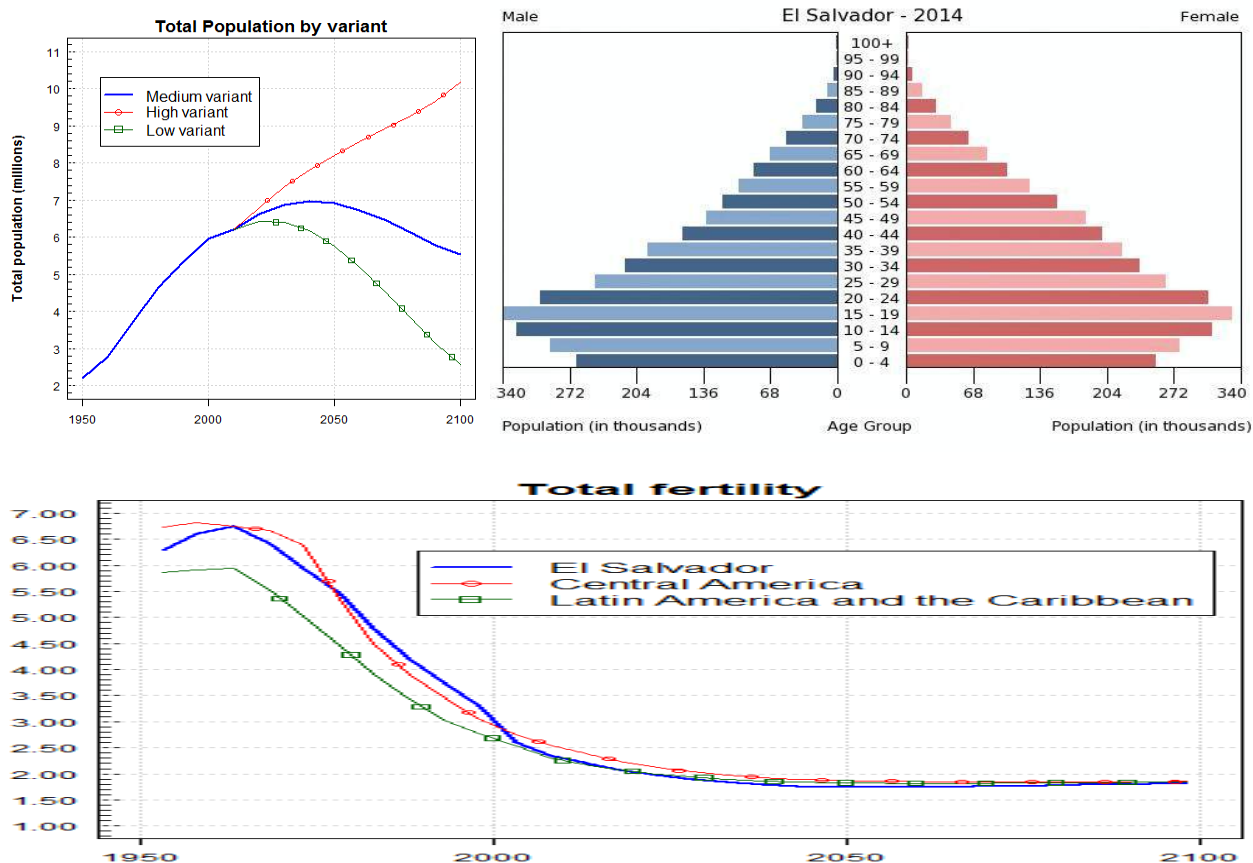 Total Population by variant
Total population (millions)
11
10
9
8
7
6
5
4
3
2
Medium variant
High variant
Low variant
1950 2000 2050 2100
Male El Salvador - 2014 Female
100+
95 - 99
90 - 94
85 - 89
80 - 84
75 - 79
70 - 74
65 - 69
60 - 64
55 - 59
50 - 54
45 - 49
40 - 44
35 - 39
30 - 34
25 - 29
20 - 24
15 - 19
10 - 14
5 - 9
0 - 4
340 272 204 136 68 0 0 68 136 204 272 340
Population (in thousands) Age Group Population (in thousands)
Total fertility
7.00
6.50
6.00
5.50
5.00
4.50
4.00
3.50
3.00
2.50
2.00
1.50
1.00
El Salvador
Central America
Latin America and the Caribbean
1950 2000 2050 2100